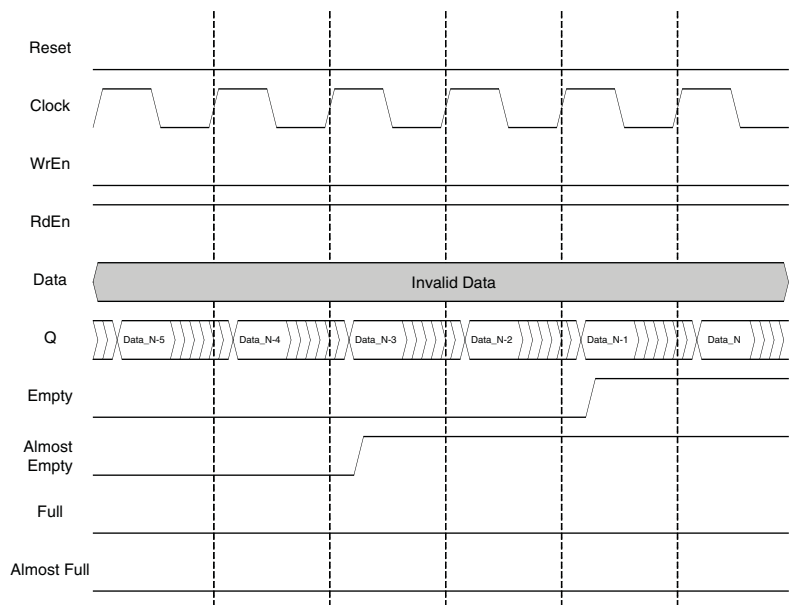 Reset
Clock
WrEn
RdEn
Data
Invalid Data
Q
Data_N-5
Data_N-4
Data_N-3
Data_N-2
Data_N-1
Data_N
Empty
Almost
Empty
Full
Almost Full